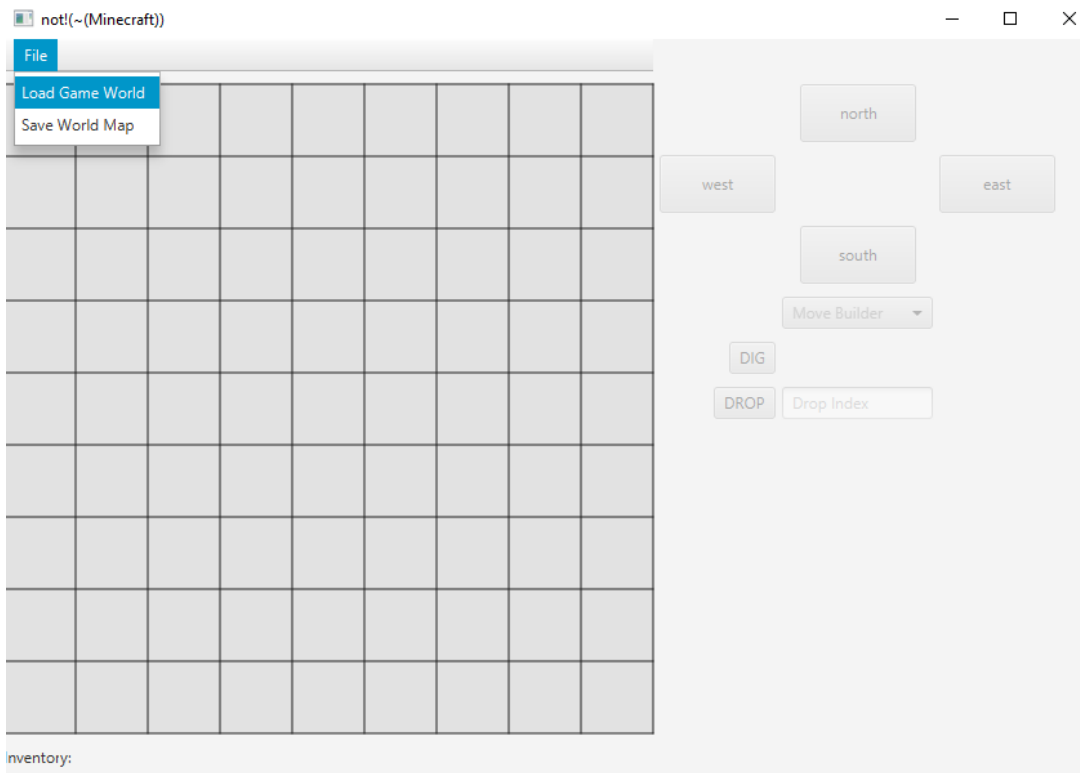 not!(~(Minecraft))
File
Load Game World
Save World Map
north
west
east
south
Move Builder
DIG
DROP
Drop Index
Inventory: